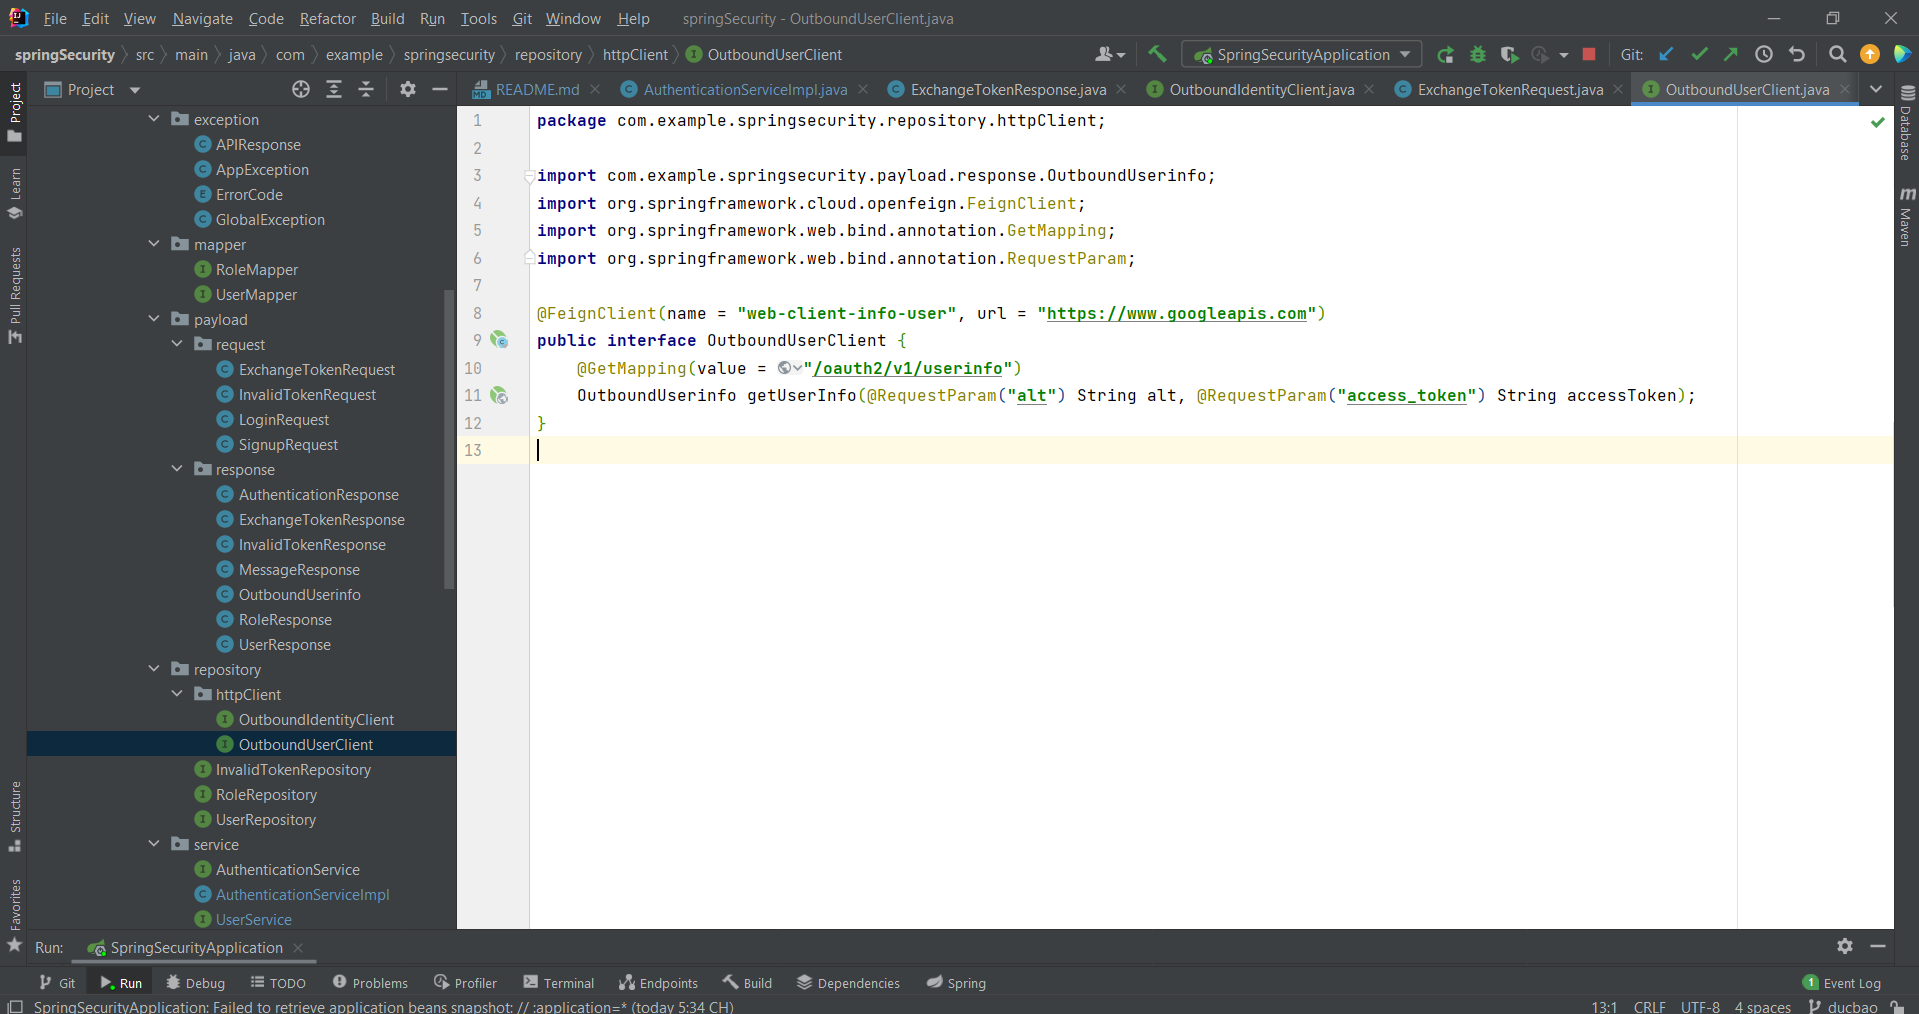 File Edit View Navigate Code Refactor Build Run Tools Git Window Help springSecurity - OutboundUserClient.java
springSecurity src main java com example springsecurity repository httpClient OutboundUserClient SpringSecurityApplication Git:
Project
README.md AuthenticationServiceImpl.java ExchangeTokenResponse.java OutboundIdentityClient.java ExchangeTokenRequest.java OutboundUserClient.java
Project
Learn
Pull Requests
Structure
Favorites
exception
APIResponse
AppException
ErrorCode
GlobalException
mapper
RoleMapper
UserMapper
payload
request
ExchangeTokenRequest
InvalidTokenRequest
LoginRequest
SignupRequest
response
AuthenticationResponse
ExchangeTokenResponse
InvalidTokenResponse
MessageResponse
OutboundUserinfo
RoleResponse
UserResponse
repository
httpClient
OutboundIdentityClient
OutboundUserClient
InvalidTokenRepository
RoleRepository
UserRepository
service
AuthenticationService
AuthenticationServiceImpl
UserService
1 package com.example.springsecurity.repository.httpClient;
2
3 import com.example.springsecurity.payload.response.OutboundUserinfo;
4 import org.springframework.cloud.openfeign.FeignClient;
5 import org.springframework.web.bind.annotation.GetMapping;
6 import org.springframework.web.bind.annotation.RequestParam;
7
8 @FeignClient(name = "web-client-info-user", url = "https://www.googleapis.com")
9 public interface OutboundUserClient {
10 @GetMapping(value = "/oauth2/v1/userinfo")
11 OutboundUserinfo getUserInfo(@RequestParam("alt") String alt, @RequestParam("access_token") String accessToken);
12 }
13
Database
m Maven
Run: SpringSecurityApplication
Git Run Debug TODO Problems Profiler Terminal Endpoints Build Dependencies Spring 1 Event Log
SpringSecurityApplication: Failed to retrieve application beans snapshot: // :application=* (today 5:34 CH) 13:1 CRLF UTF-8 4 spaces ducbao